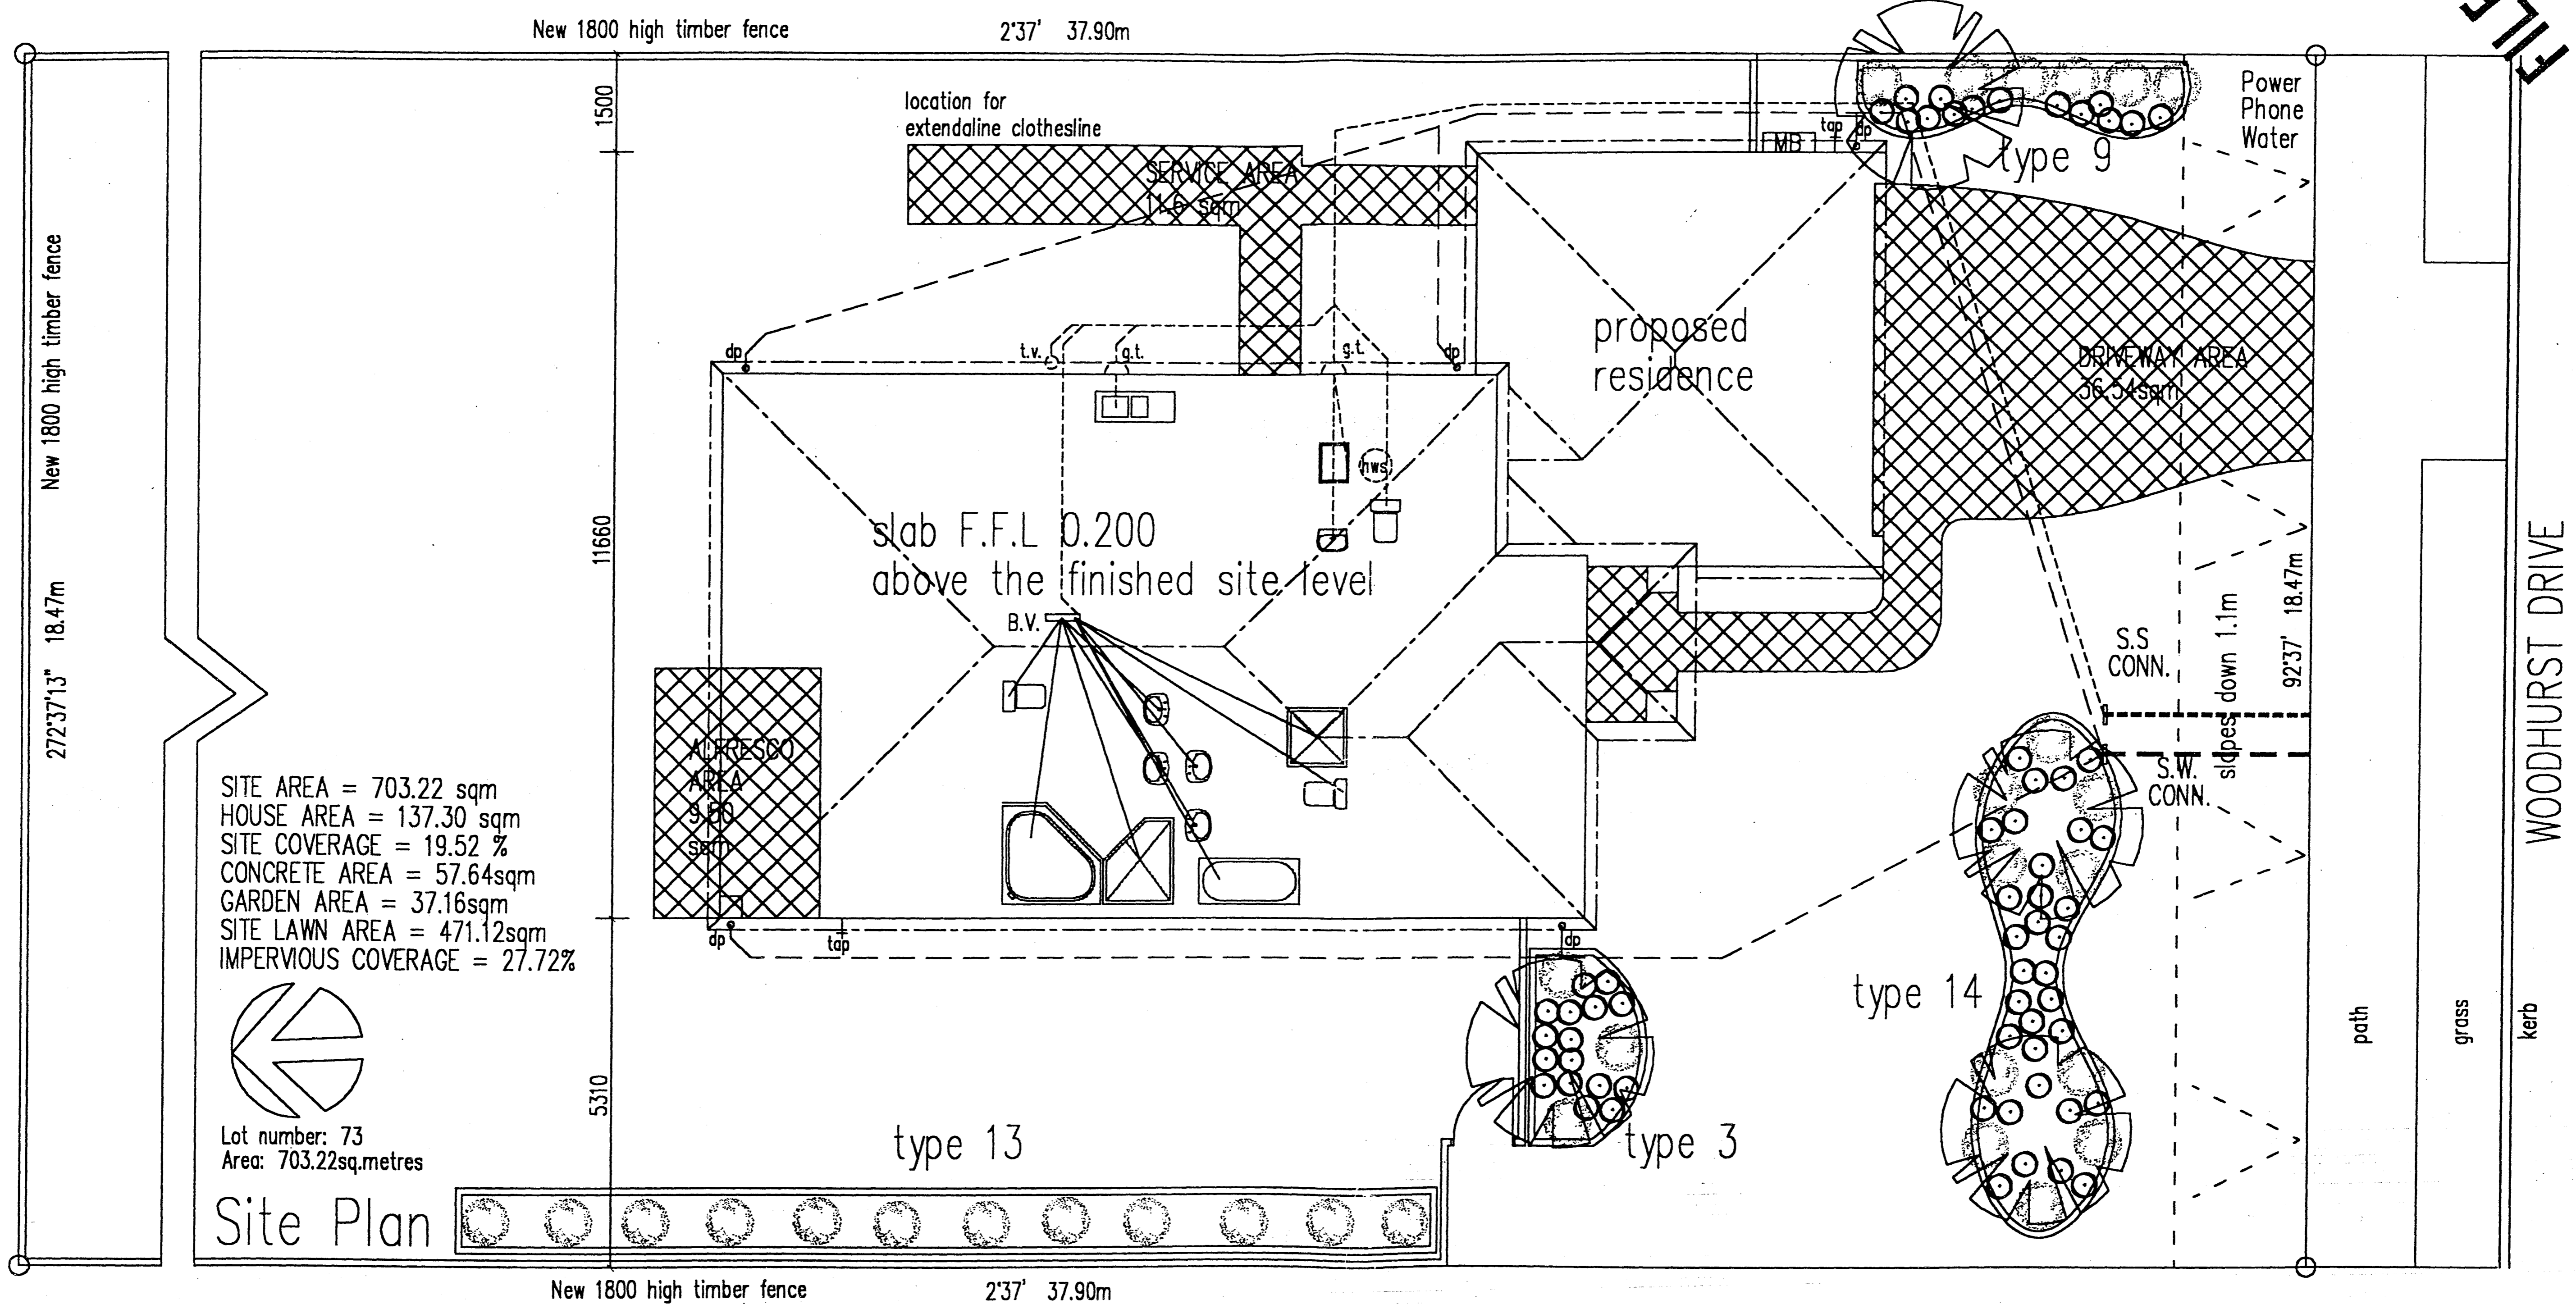 New 1800 high timber fence
2°37' 37.90m
FILE
1500
location for
extendaline clothesline
Power
Phone
Water
tap
dp
MB
type 9
SERVICE AREA
11.6 sqm
New 1800 high timber fence
proposed
residence
DRIVEWAY AREA
36.54sqm
dp
t.v.
g.t.
g.t.
dp
hws
11660
slab F.F.L 0.200
above the finished site level
B.V.
WOODHURST DRIVE
92°37' 18.47m
slopes down 1.1m
S.S
CONN.
272°37'13" 18.47m
ALFRESCO
AREA
9.50
sqm
S.W.
CONN.
SITE AREA = 703.22 sqm
HOUSE AREA = 137.30 sqm
SITE COVERAGE = 19.52 %
CONCRETE AREA = 57.64sqm
GARDEN AREA = 37.16sqm
SITE LAWN AREA = 471.12sqm
IMPERVIOUS COVERAGE = 27.72%
dp
tap
dp
type 14
path
grass
kerb
5310
Lot number: 73
Area: 703.22sq.metres
type 13
type 3
Site Plan
New 1800 high timber fence
2°37' 37.90m